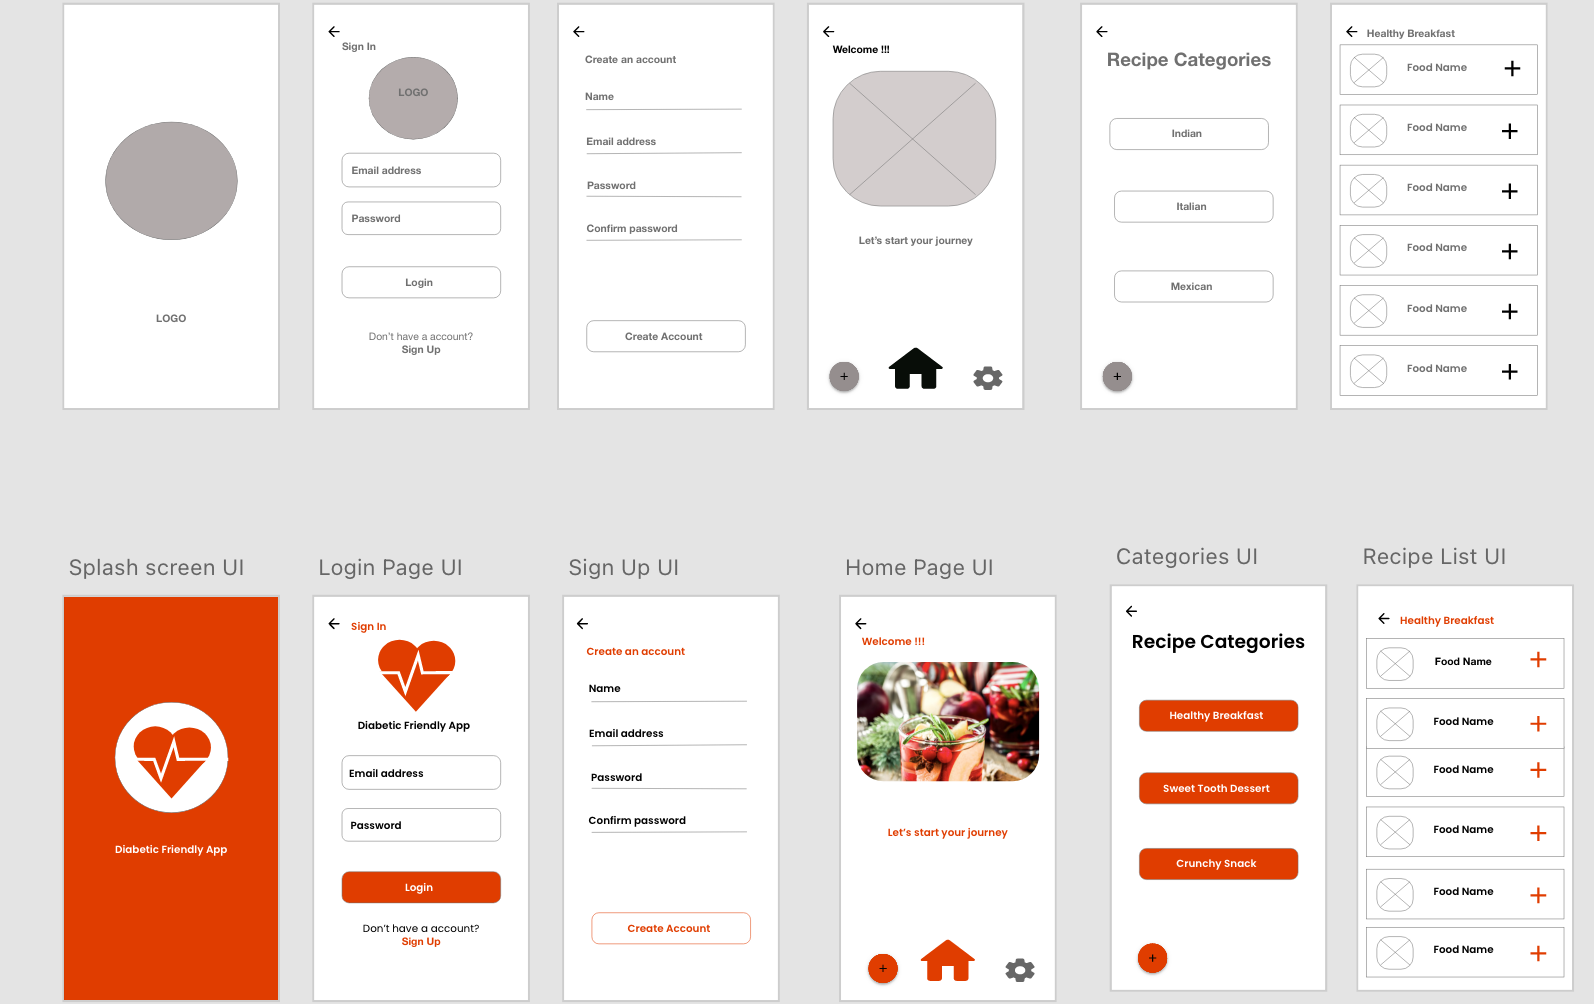 LOGO
Sign In
LOGO
Email address
Password
Login
Don't have a account?
Sign Up
Create an account
Name
Email address
Password
Confirm password
Create Account
Welcome !!!
Let's start your journey
+
Recipe Categories
Indian
Italian
Mexican
+
Healthy Breakfast
Food Name
Food Name
Food Name
Food Name
Food Name
Food Name
Splash screen UI
Diabetic Friendly App
Login Page UI
Sign In
Diabetic Friendly App
Email address
Password
Login
Don't have a account?
Sign Up
Sign Up UI
Create an account
Name
Email address
Password
Confirm password
Create Account
Home Page UI
Welcome !!!
Let's start your journey
+
Categories UI
Recipe Categories
Healthy Breakfast
Sweet Tooth Dessert
Crunchy Snack
+
Recipe List UI
Healthy Breakfast
Food Name
Food Name
Food Name
Food Name
Food Name
Food Name